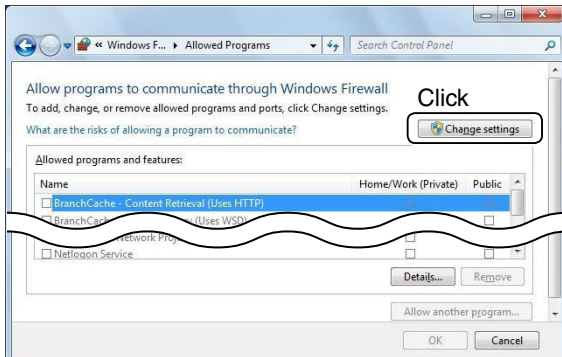 « Windows F... ▸ Allowed Programs
Search Control Panel
Allow programs to communicate through Windows Firewall
Click
To add, change, or remove allowed programs and ports, click Change settings.
What are the risks of allowing a program to communicate?
Change settings
Allowed programs and features:
Name Home/Work (Private) Public
BranchCache - Content Retrieval (Uses HTTP)
(Uses WSD)
Netlogon Service
Details... Remove
Allow another program...
OK Cancel